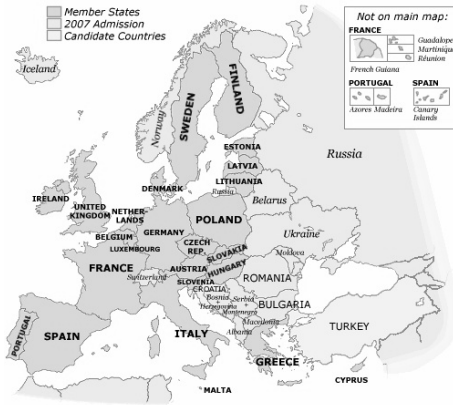 Member States
2007 Admission
Candidate Countries
Not on main map:
FRANCE
Guadaloupe
Martinique
Réunion
French Guiana
PORTUGAL
SPAIN
Azores
Madeira
Canary
Islands
Iceland
Norway
SWEDEN
FINLAND
Russia
ESTONIA
LATVIA
LITHUANIA
Russia
IRELAND
UNITED
KINGDOM
DENMARK
NETHER-
LANDS
BELGIUM
LUXEMBOURG
GERMANY
POLAND
Belarus
Ukraine
CZECH
REP.
SLOVAKIA
Moldova
FRANCE
Switzerland
AUSTRIA
HUNGARY
SLOVENIA
CROATIA
ROMANIA
Bosnia
Herzegovina
Serbia
Montenegro
BULGARIA
Macedonia
Albania
PORTUGAL
SPAIN
ITALY
GREECE
TURKEY
MALTA
CYPRUS